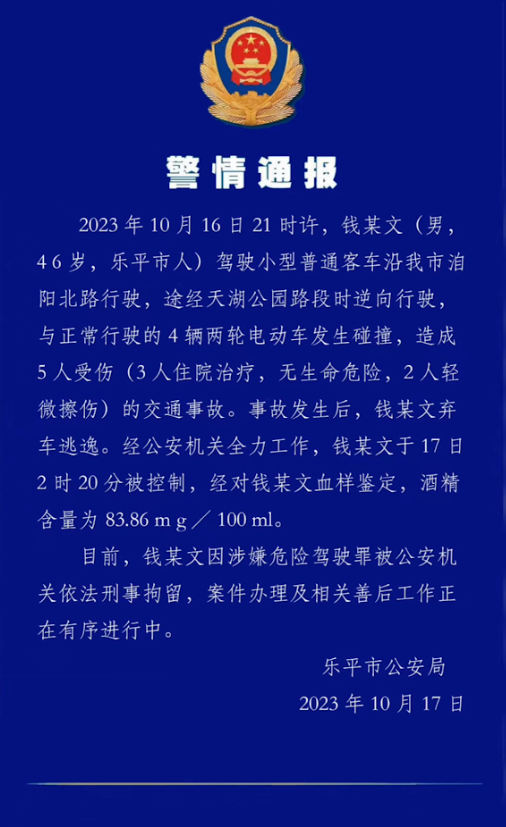 警情通报
2023 年 10 月 16 日 21 时许，钱某文（男，
46岁，乐平市人）驾驶小型普通客车沿我市洎
阳北路行驶，途经天湖公园路段时逆向行驶，
与正常行驶的 4 辆两轮电动车发生碰撞，造成
5 人受伤（3 人住院治疗，无生命危险，2 人轻
微擦伤）的交通事故。事故发生后，钱某文弃
车逃逸。经公安机关全力工作，钱某文于 17 日
2 时 20 分被控制，经对钱某文血样鉴定，酒精
含量为 83.86 m g ／ 100 ml。
目前，钱某文因涉嫌危险驾驶罪被公安机
关依法刑事拘留，案件办理及相关善后工作正
在有序进行中。
乐平市公安局
2023 年 10 月 17 日